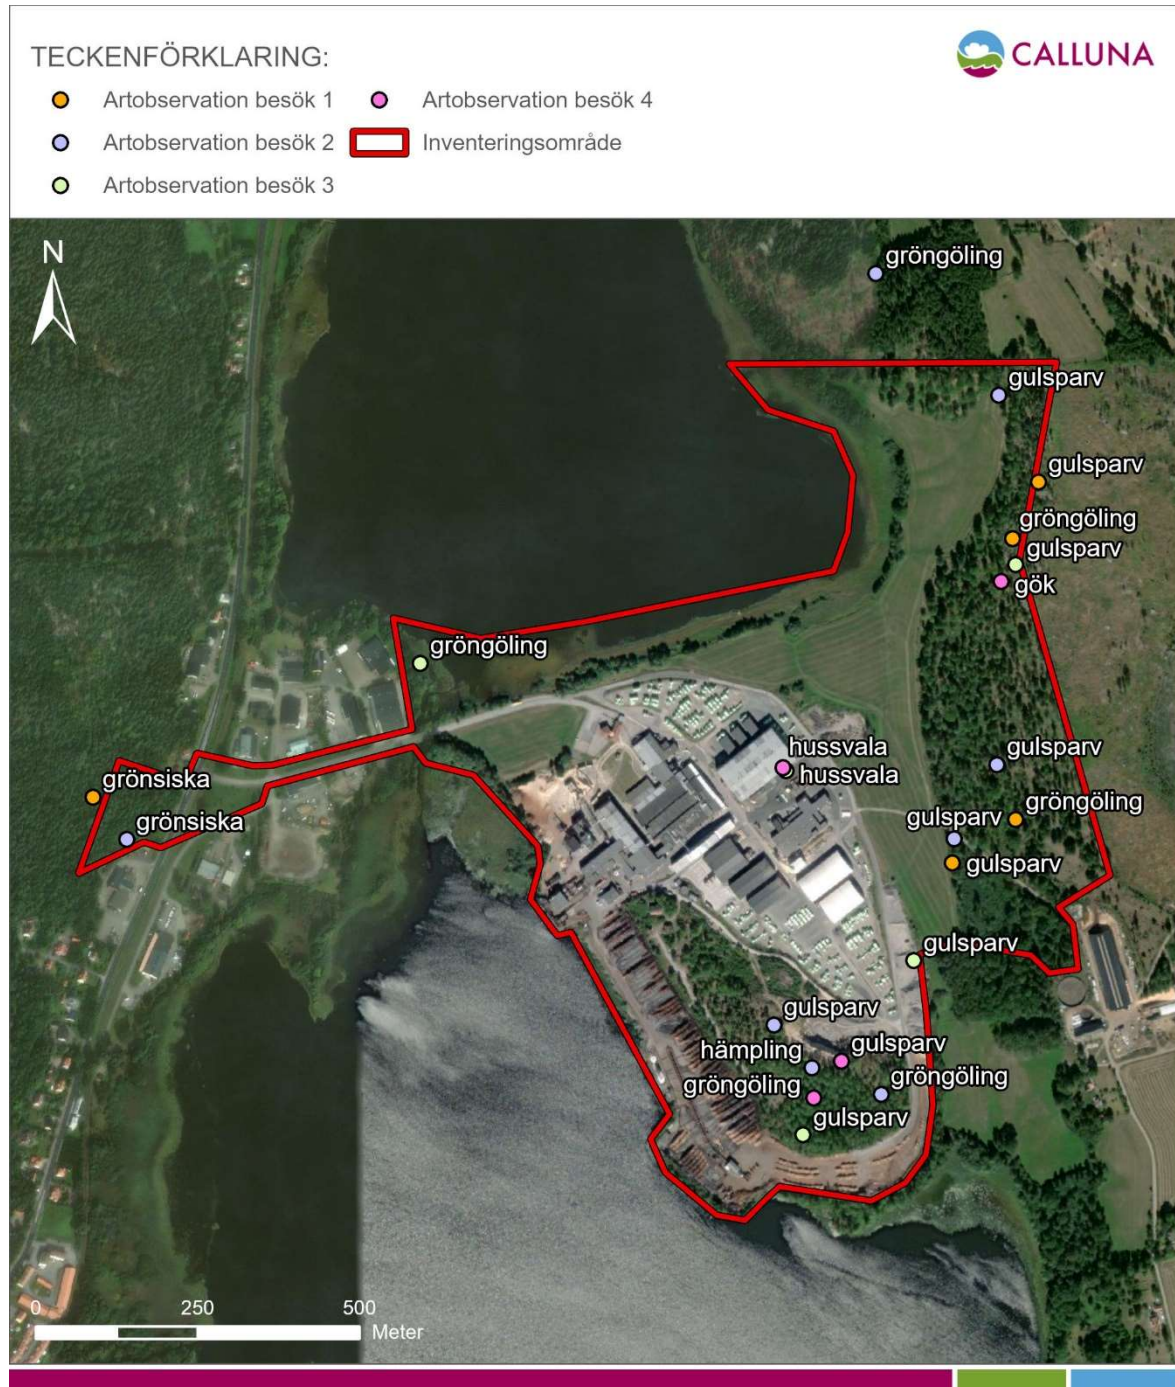 TECKENFÖRKLARING:
CALLUNA
Artobservation besök 1
Artobservation besök 4
Artobservation besök 2
Inventeringsområde
Artobservation besök 3
N
gröngöling
gulsparv
gulsparv
gröngöling
gulsparv
gök
gröngöling
hussvala
hussvala
gulsparv
grönsiska
grönsiska
gröngöling
gulsparv
gulsparv
gulsparv
gulsparv
hämpling
gulsparv
gröngöling
gröngöling
gulsparv
0 250 500
Meter